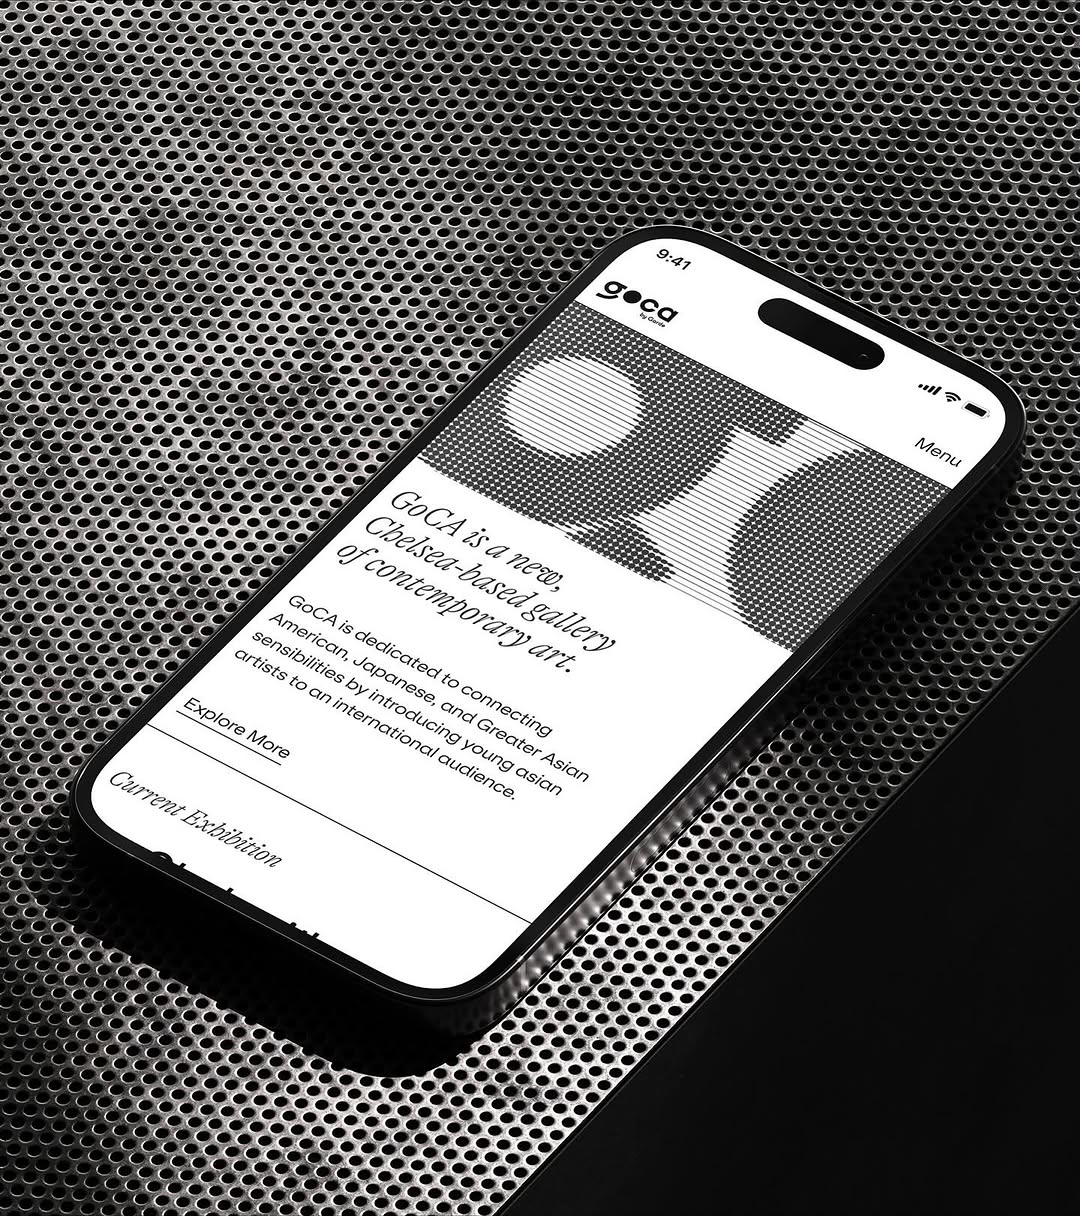 9:41
goca
by Garde
Menu
GoCA is a new,
Chelsea-based gallery
of contemporary art.
GoCA is dedicated to connecting
American, Japanese, and Greater Asian
sensibilities by introducing young asian
artists to an international audience.
Explore More
Current Exhibition